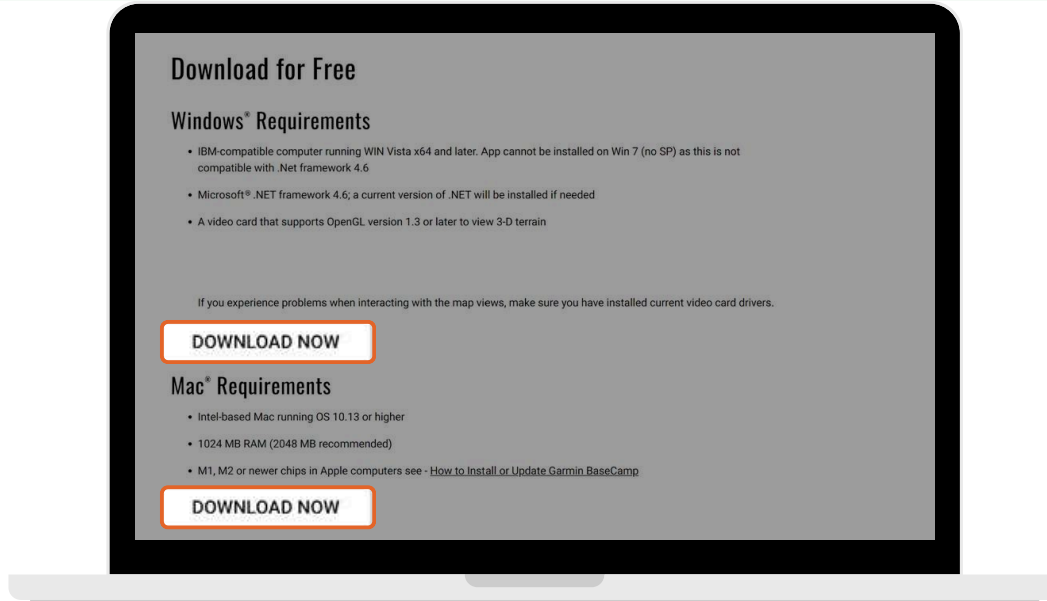 Download for Free
Windows® Requirements
• IBM-compatible computer running WIN Vista x64 and later. App cannot be installed on Win 7 (no SP) as this is not
compatible with .Net framework 4.6
• Microsoft® .NET framework 4.6; a current version of .NET will be installed if needed
• A video card that supports OpenGL version 1.3 or later to view 3-D terrain
If you experience problems when interacting with the map views, make sure you have installed current video card drivers.
DOWNLOAD NOW
Mac® Requirements
• Intel-based Mac running OS 10.13 or higher
• 1024 MB RAM (2048 MB recommended)
• M1, M2 or newer chips in Apple computers see - How to Install or Update Garmin BaseCamp
DOWNLOAD NOW